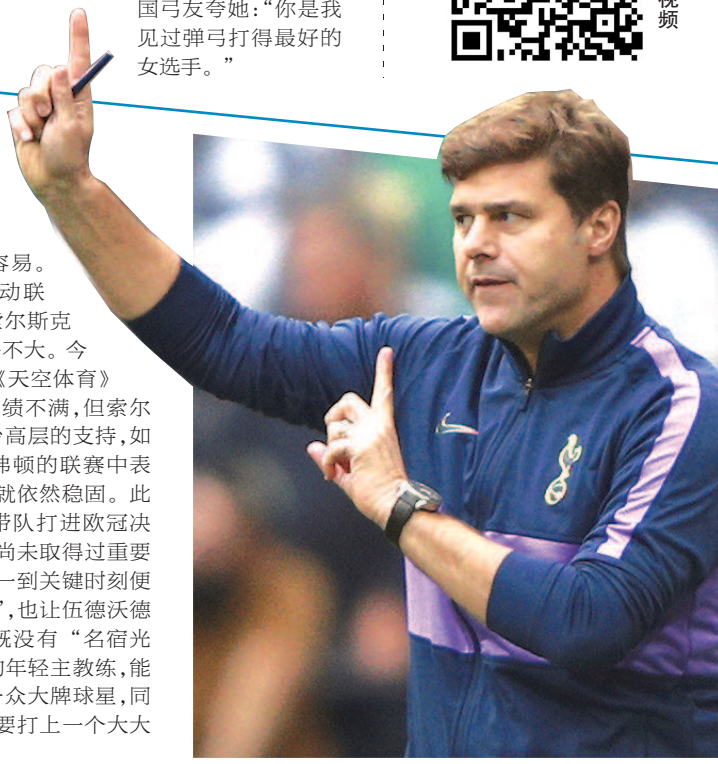 国弓友夸她：“你是我
见过弹弓打得最好的
女选手。”
视频
容易。
动联
尔斯克
不大。今
《天空体育》
绩不满，但索尔
高层的支持，如
弗顿的联赛中表
就依然稳固。此
带队打进欧冠决
尚未取得过重要
一到关键时刻便
”，也让伍德沃德
既没有“名宿光
的年轻主教练，能
众大牌球星，同
要打上一个大大